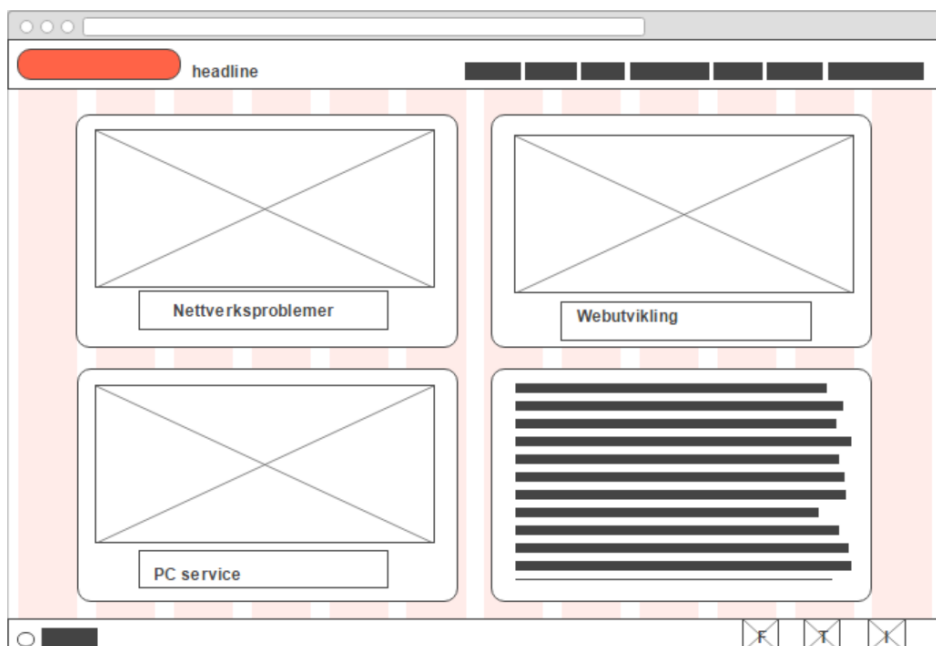 headline
Nettverksproblemer
Webutvikling
PC service
F
T
I